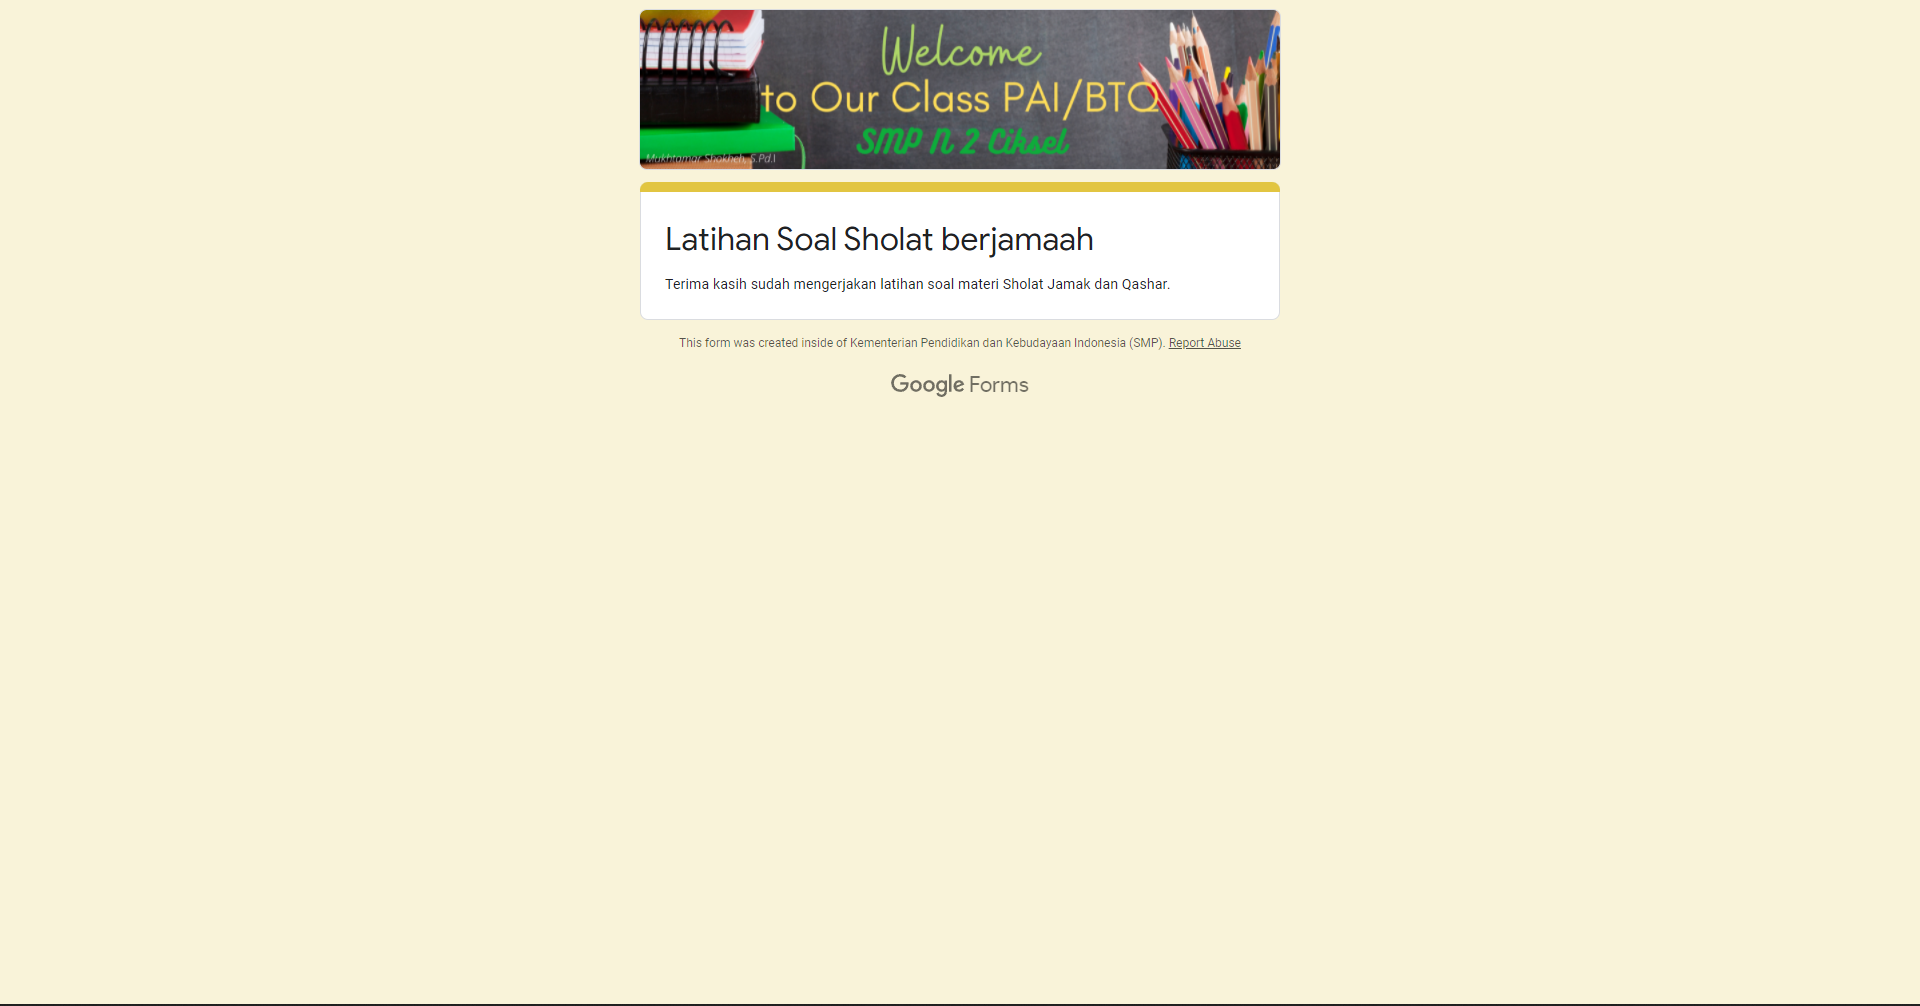 Welcome
to Our Class PAI/BTQ
SMP N 2 Ciksel
Mukhtamar Shokheh, S.Pd.I
Latihan Soal Sholat berjamaah
Terima kasih sudah mengerjakan latihan soal materi Sholat Jamak dan Qashar.
This form was created inside of Kementerian Pendidikan dan Kebudayaan Indonesia (SMP). Report Abuse
Google Forms